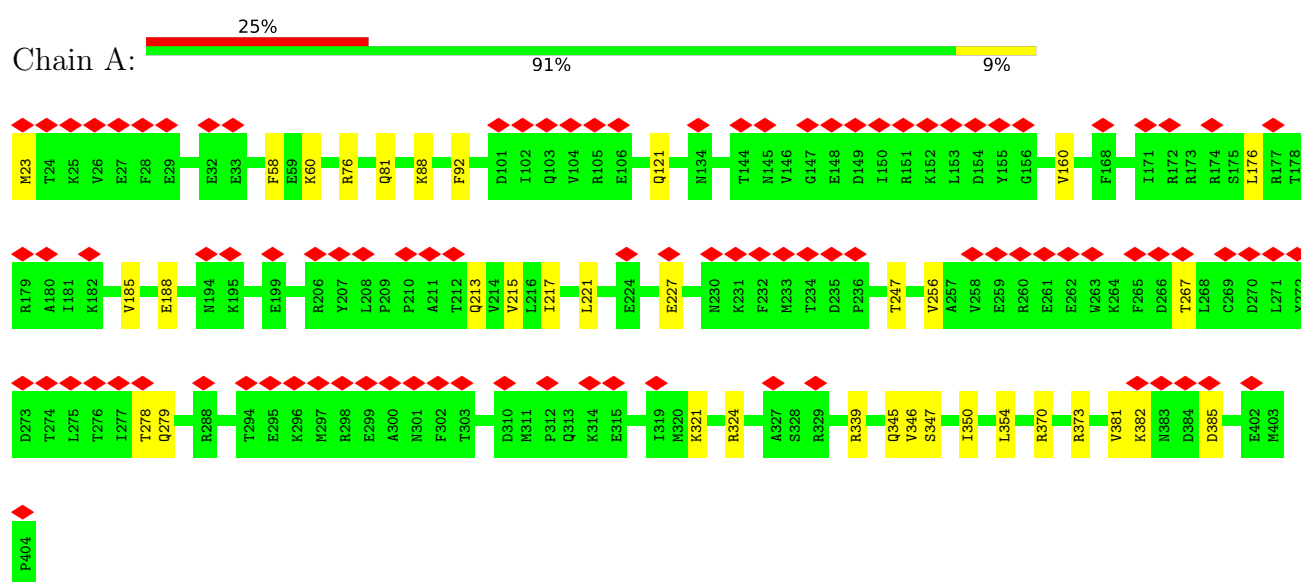 25%
Chain A:
91% 9%
M23 T24 K25 V26 E27 F28 E29 E32 E33 F58 E59 K60 R76 Q81 K88 F92 D101 I102 Q103 V104 R105 E106 Q121 N134 T144 N145 V146 G147 E148 D149 I150 R151 K152 L153 D154 Y155 G156 V160 F168 I171 R172 R173 R174 S175 L176 R177 T178
R179 A180 I181 K182 V185 E188 N194 K195 E199 R206 Y207 L208 P209 P210 A211 T212 Q213 V214 V215 L216 I217 L221 E224 E227 N230 K231 F232 M233 T234 D235 P236 T247 V256 A257 V258 E259 R260 E261 E262 W263 K264 F265 D266 T267 L268 C269 D270 L271 Y272
D273 T274 L275 T276 I277 T278 Q279 R288 T294 E295 K296 M297 R298 E299 A300 N301 F302 T303 D310 M311 P312 Q313 K314 E315 I319 M320 K321 R324 A327 S328 R329 R339 Q345 V346 S347 I350 L354 R370 R373 V381 K382 N383 D384 D385 E402 M403
P404